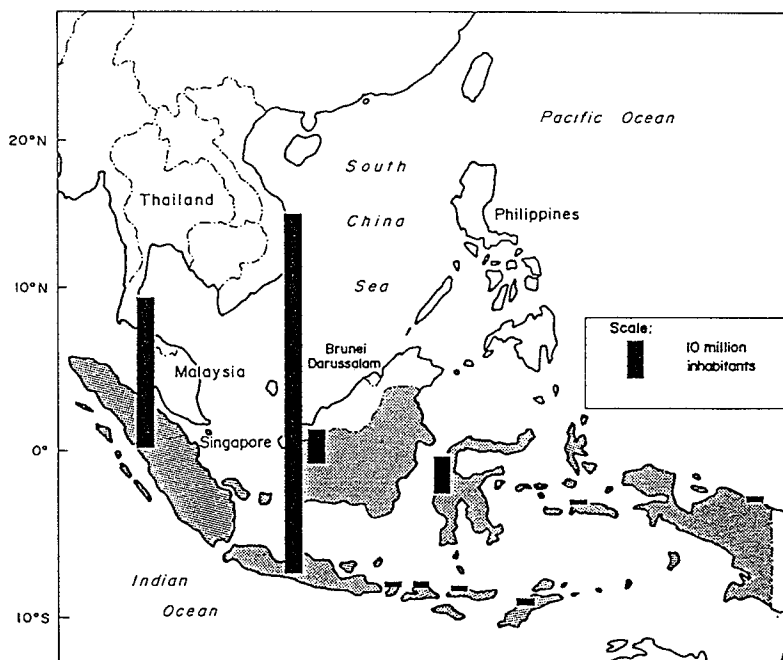 Pacific Ocean
20°N
South
Thailand
China
Philippines
10°N
Sea
Scale;
10 million
inhabitants
Brunei
Darussalam
Malaysia
Singapore
0°
Indian
Ocean
10°S